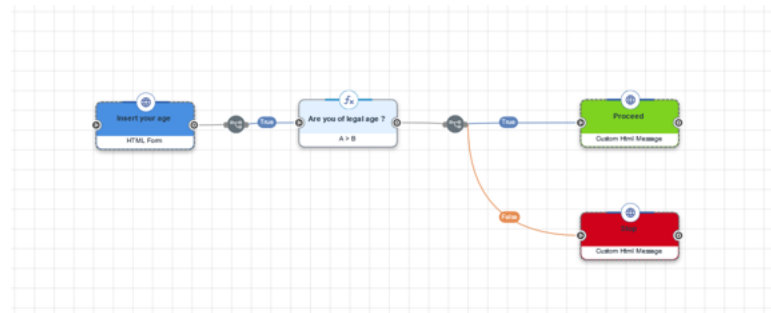 Insert your age
HTML Form
True
fx
Are you of legal age ?
A > B
True
Proceed
Custom Html Message
False
Custom Html Message